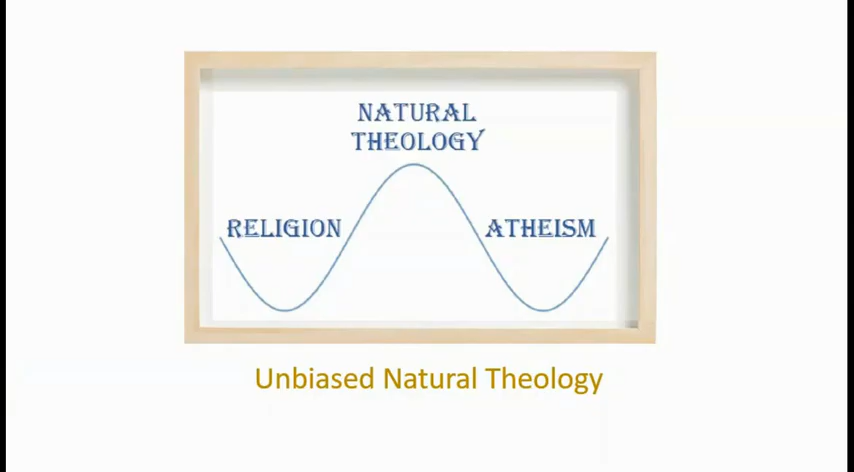 NATURAL
THEOLOGY
RELIGION
ATHEISM
Unbiased Natural Theology